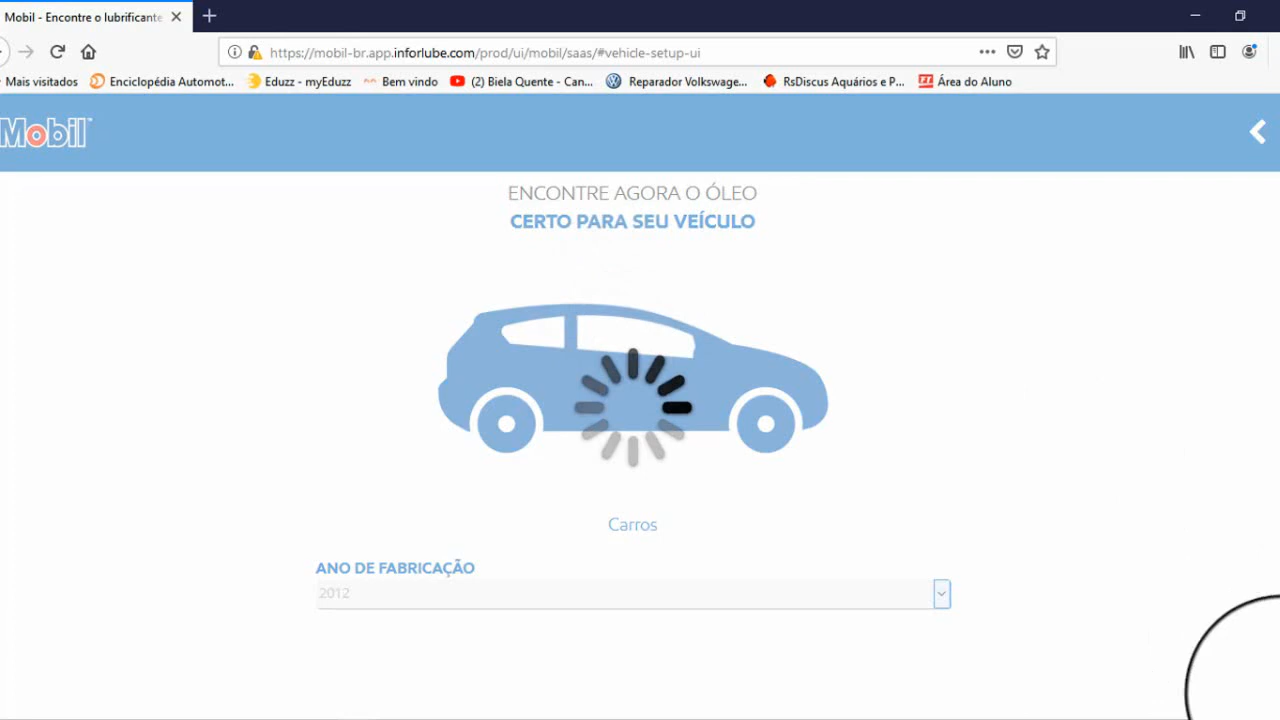 Mobil - Encontre o lubrificante
https://mobil-br.app.inforlube.com/prod/ui/mobil/saas/#vehicle-setup-ui
Mais visitados Enciclopédia Automot... Eduzz - myEduzz Bem vindo (2) Biela Quente - Can... Reparador Volkswage... RsDiscus Aquários e P... Área do Aluno
Mobil
ENCONTRE AGORA O ÓLEO
CERTO PARA SEU VEÍCULO
Carros
ANO DE FABRICAÇÃO
2012